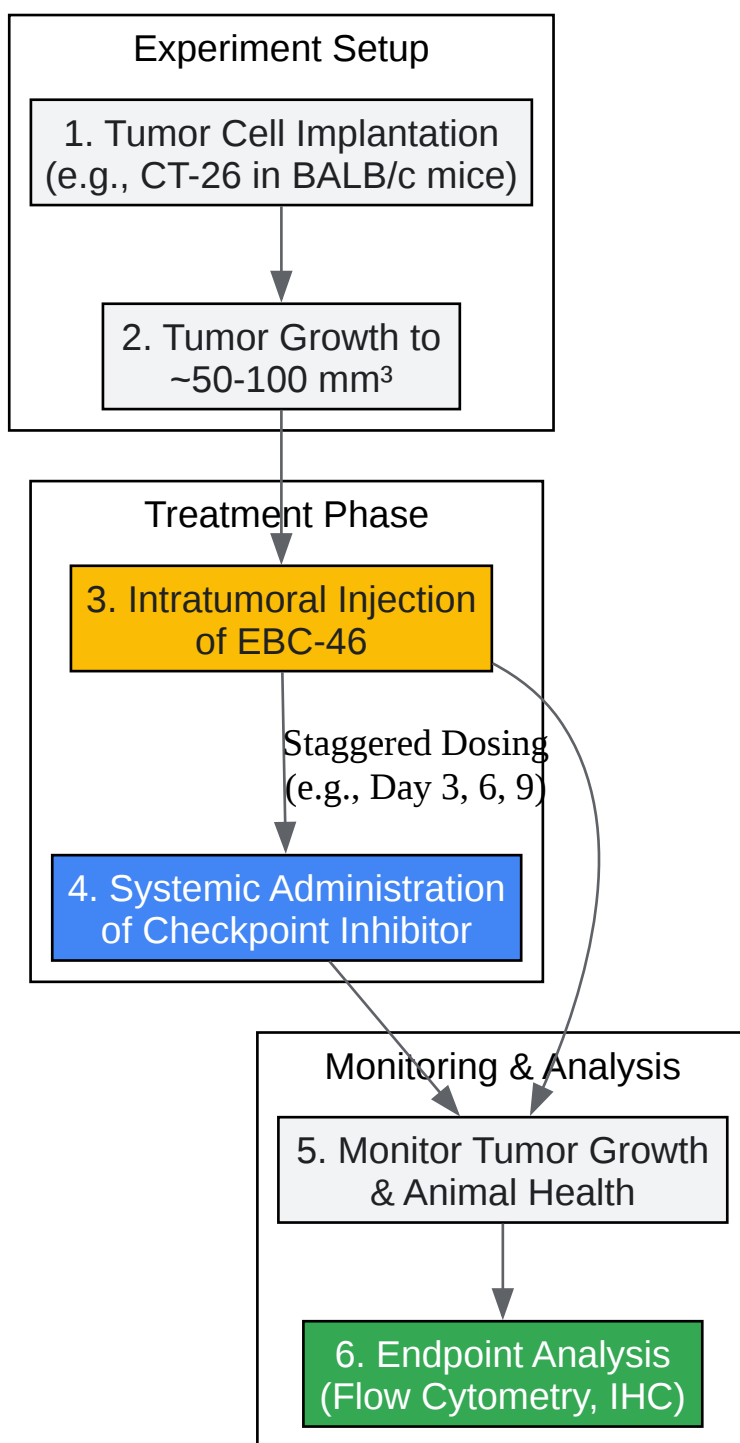 Experiment Setup
1. Tumor Cell Implantation
(e.g., CT-26 in BALB/c mice)
2. Tumor Growth to
~50-100 mm³
Treatment Phase
3. Intratumoral Injection
of EBC-46
Staggered Dosing
(e.g., Day 3, 6, 9)
4. Systemic Administration
of Checkpoint Inhibitor
Monitoring & Analysis
5. Monitor Tumor Growth
& Animal Health
6. Endpoint Analysis
(Flow Cytometry, IHC)